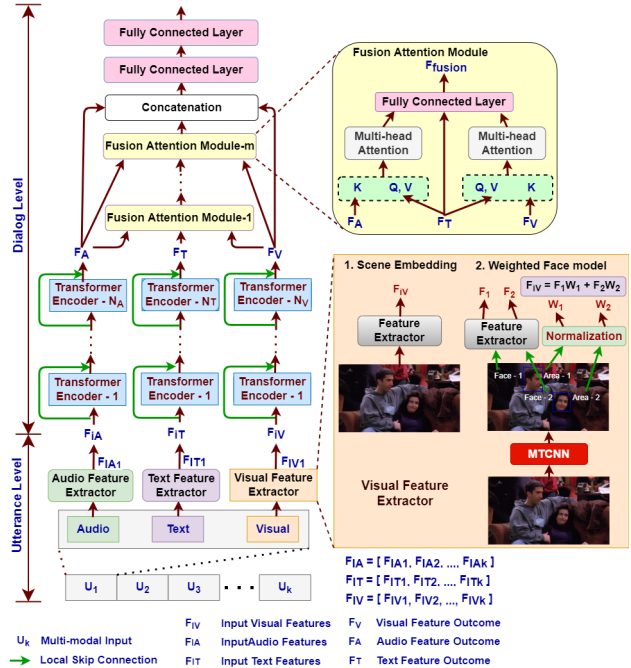 Dialog Level
Utterance Level
Fully Connected Layer
Fully Connected Layer
Concatenation
Fusion Attention Module-m
Fusion Attention Module-1
FA
FT
FV
Transformer
Encoder - NA
Transformer
Encoder - NT
Transformer
Encoder - NV
Transformer
Encoder - 1
Transformer
Encoder - 1
Transformer
Encoder - 1
FiA
FiT
FiV
FIA1
FIT1
FIV1
Audio Feature
Extractor
Text Feature
Extractor
Visual Feature
Extractor
Audio
Text
Visual
U1
U2
U3
Uk
Fusion Attention Module
Ffusion
Fully Connected Layer
Multi-head
Attention
Multi-head
Attention
K
Q, V
Q, V
K
FA
FT
FV
1. Scene Embedding
2. Weighted Face model
FiV
Feature
Extractor
FiV = F1W1 + F2W2
F1
F2
W1
W2
Feature
Extractor
Normalization
Face - 1
Area - 1
Face - 2
Area - 2
MTCNN
Visual Feature
Extractor
FIA = [ FIA1, FIA2, ..., FIAk]
FIT = [ FIT1, FIT2, ..., FITk]
FIV = [ FIV1, FIV2, .., FIVk]
Uk Multi-modal Input
Local Skip Connection
FIV Input Visual Features
FIA InputAudio Features
FIT Input Text Features
FV Visual Feature Outcome
FA Audio Feature Outcome
FT Text Feature Outcome